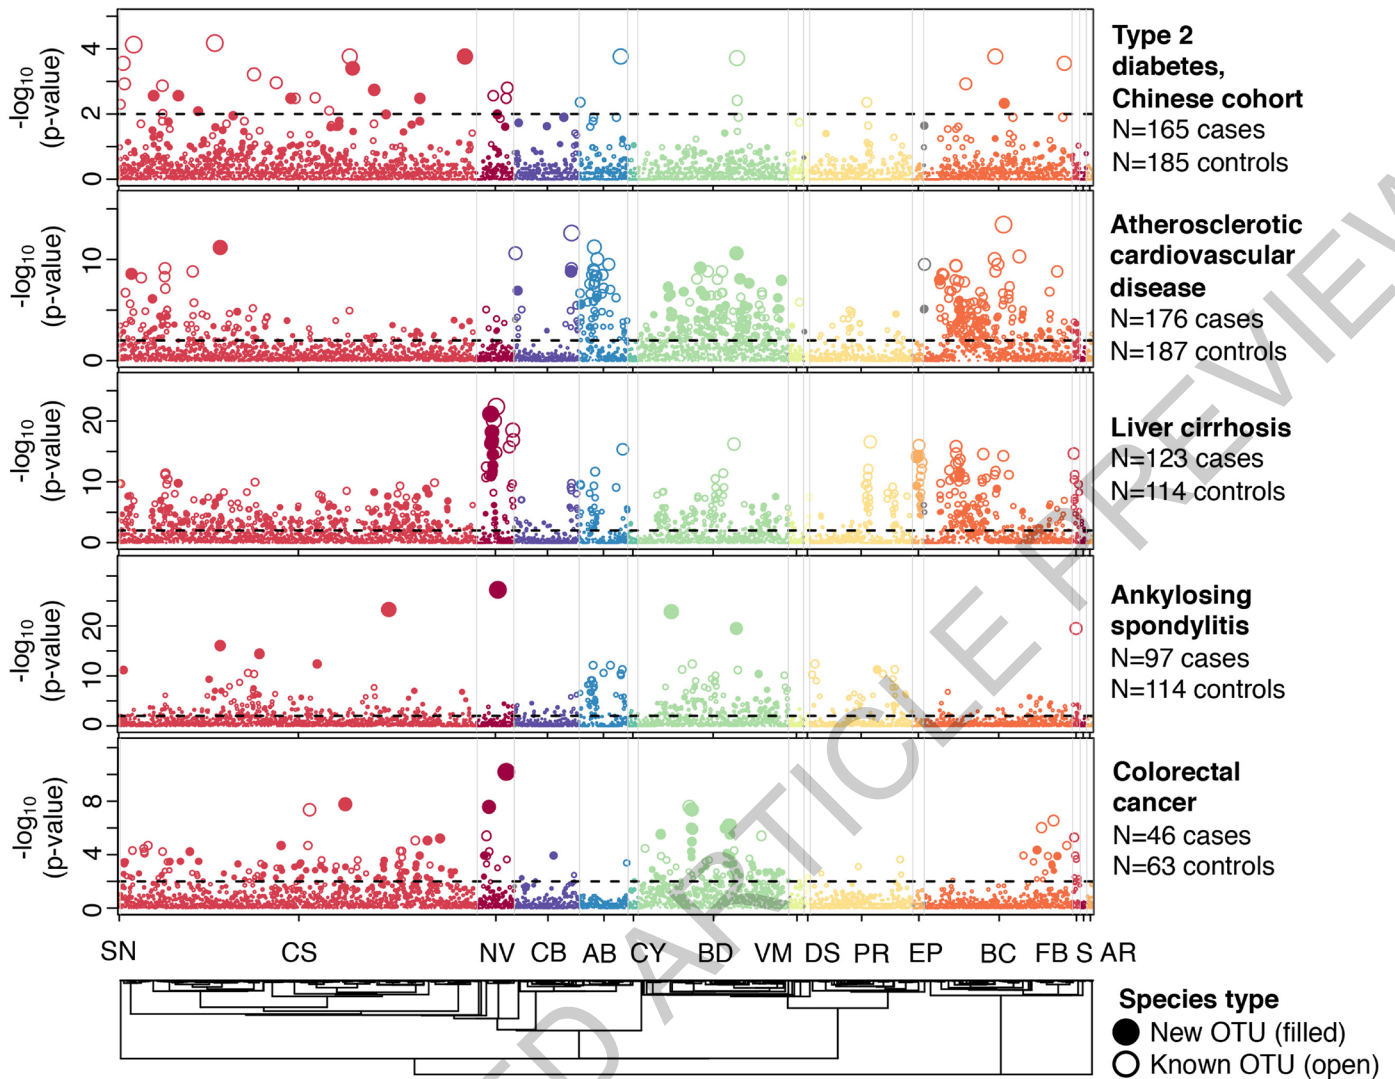 -log10
(p-value)
4
2
0
Type 2
diabetes,
Chinese cohort
N=165 cases
N=185 controls
-log10
(p-value)
10
0
Atherosclerotic
cardiovascular
disease
N=176 cases
N=187 controls
-log10
(p-value)
20
10
0
Liver cirrhosis
N=123 cases
N=114 controls
-log10
(p-value)
20
10
0
Ankylosing
spondylitis
N=97 cases
N=114 controls
-log10
(p-value)
8
4
0
Colorectal
cancer
N=46 cases
N=63 controls
SN CS NV CB AB CY BD VM DS PR EP BC FB S AR
Species type
New OTU (filled)
Known OTU (open)
ED ARTICLE PREVIEW